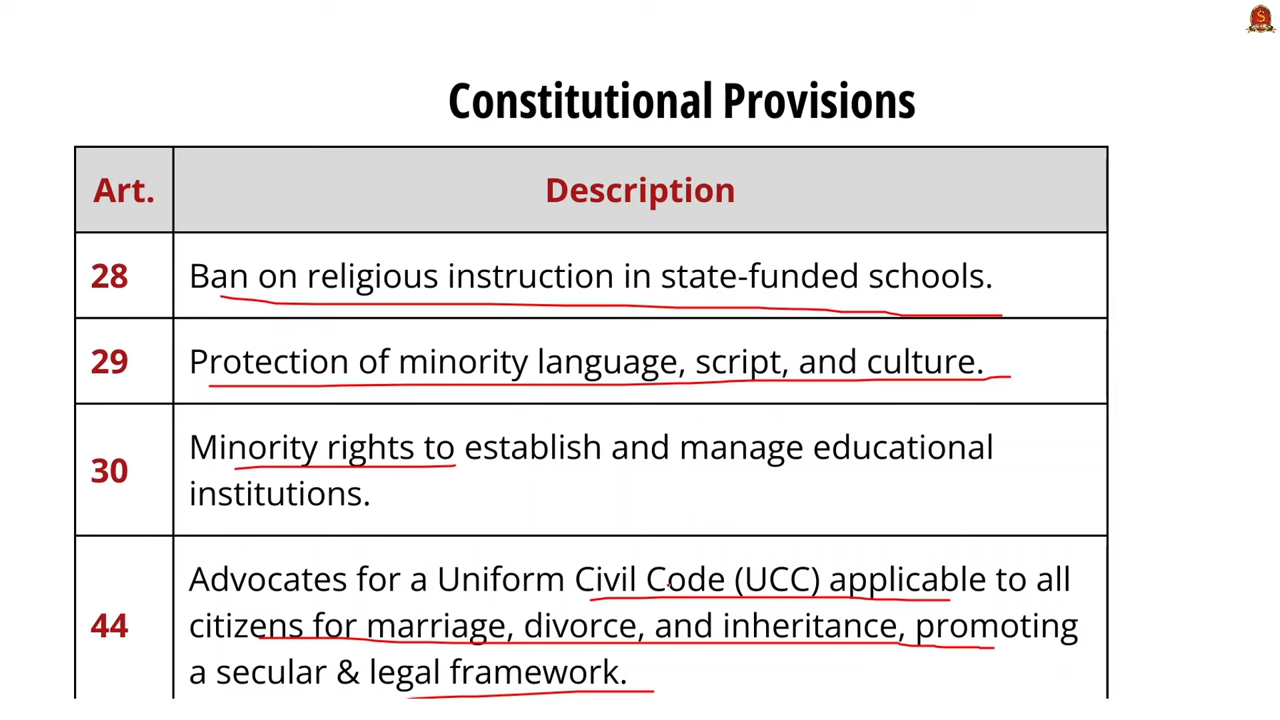 Constitutional Provisions
Art.
Description
28
Ban on religious instruction in state-funded schools.
29
Protection of minority language, script, and culture.
30
Minority rights to establish and manage educational
institutions.
44
Advocates for a Uniform Civil Code (UCC) applicable to all
citizens for marriage, divorce, and inheritance, promoting
a secular & legal framework.